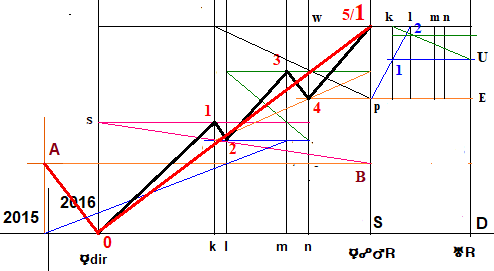 w 5/1 k l m n
2
3 U
1
4 p E
s 1
A 2
B
2016
2015 S D
0 k l m n
☿dir ☿☍♂R ♅R